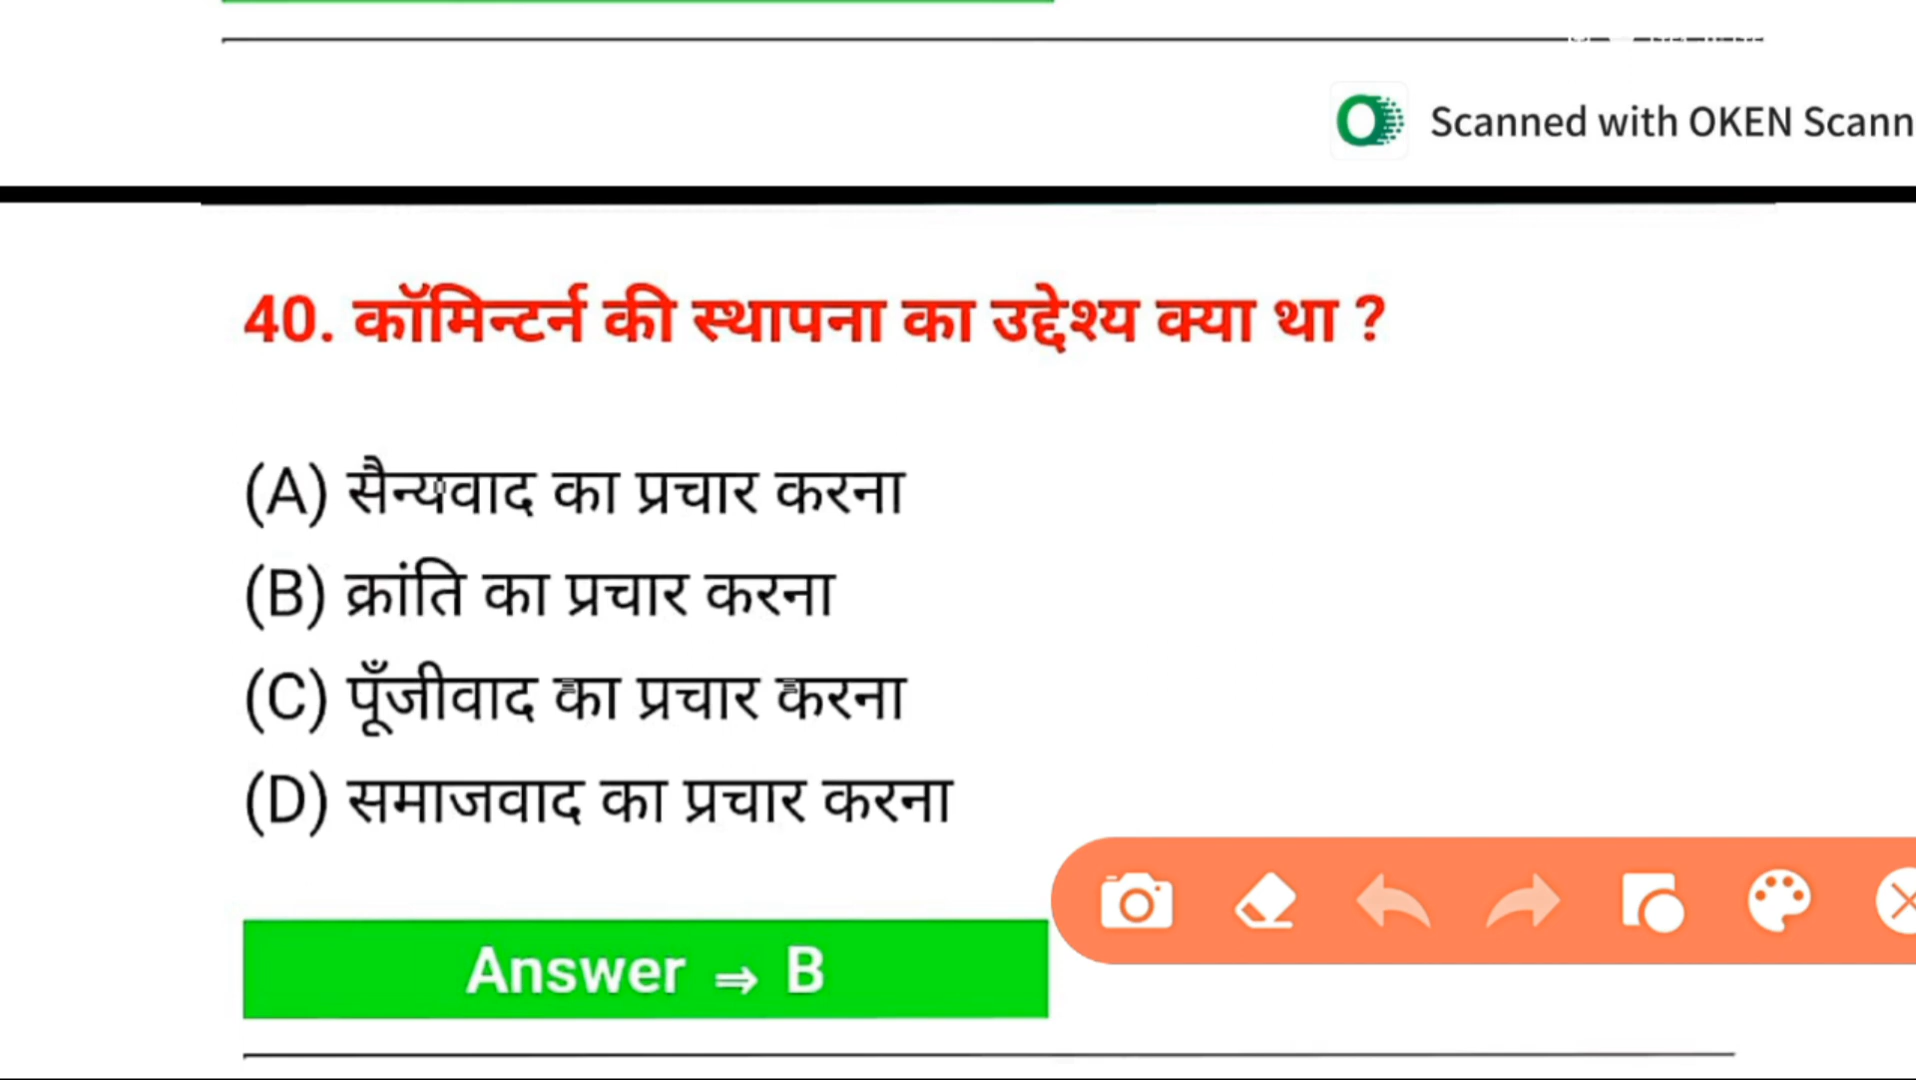 Scanned with OKEN Scann
40. कॉमिन्टर्न की स्थापना का उद्देश्य क्या था ?
(A) सैन्यवाद का प्रचार करना
(B) क्रांति का प्रचार करना
(C) पूँजीवाद का प्रचार करना
(D) समाजवाद का प्रचार करना
Answer ⇒ B